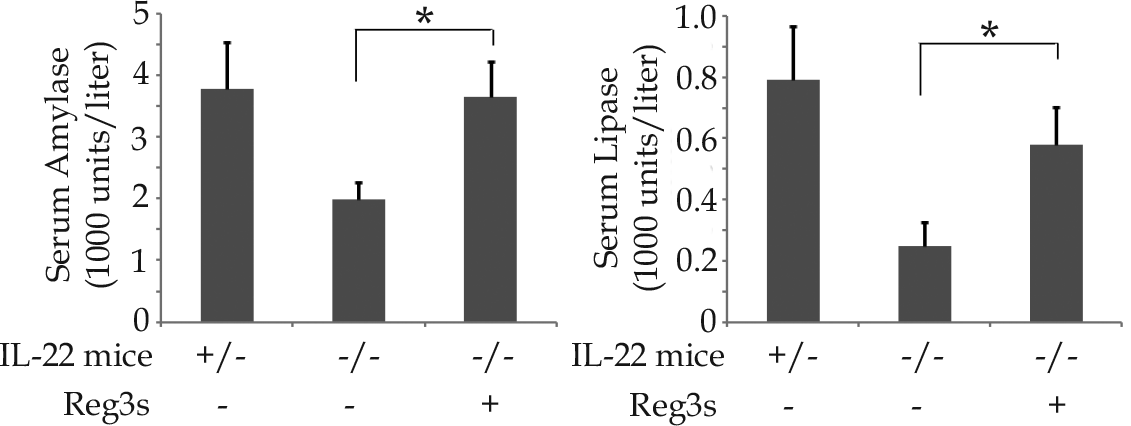 Serum Amylase
(1000 units/liter)
5
4
3
2
1
0
*
IL-22 mice +/- -/- -/-
Reg3s - - +
Serum Lipase
(1000 units/liter)
1.0
0.8
0.6
0.4
0.2
0
*
IL-22 mice +/- -/- -/-
Reg3s - - +